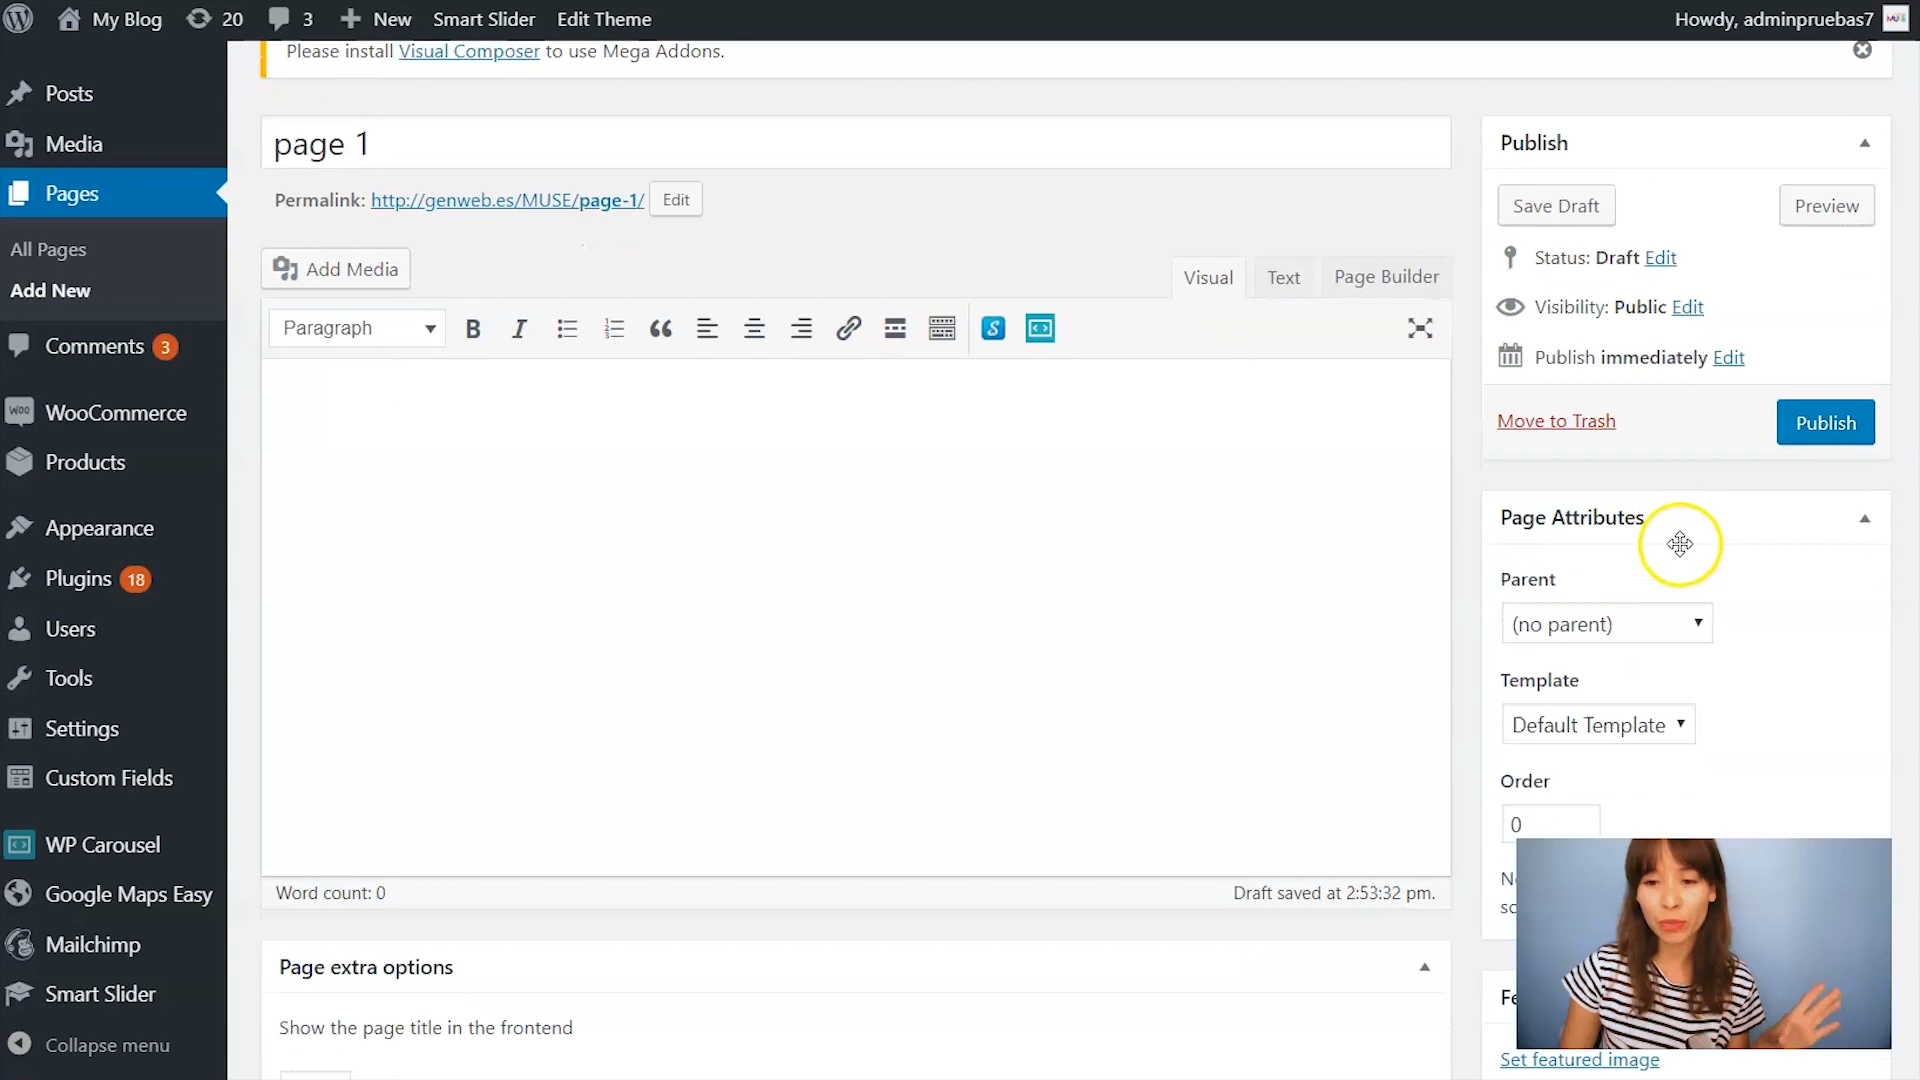 My Blog 20 3 New Smart Slider Edit Theme Howdy, adminpruebas7
Please install Visual Composer to use Mega Addons.
Posts
Media
Pages
All Pages
Add New
Comments 3
WooCommerce
Products
Appearance
Plugins 18
Users
Tools
Settings
Custom Fields
WP Carousel
Google Maps Easy
Mailchimp
Smart Slider
Collapse menu
page 1
Permalink: http://genweb.es/MUSE/page-1/ Edit
Add Media
Visual Text Page Builder
Paragraph
Word count: 0 Draft saved at 2:53:32 pm.
Page extra options
Show the page title in the frontend
Publish
Save Draft Preview
Status: Draft Edit
Visibility: Public Edit
Publish immediately Edit
Move to Trash Publish
Page Attributes
Parent
(no parent)
Template
Default Template
Order
0
Set featured image